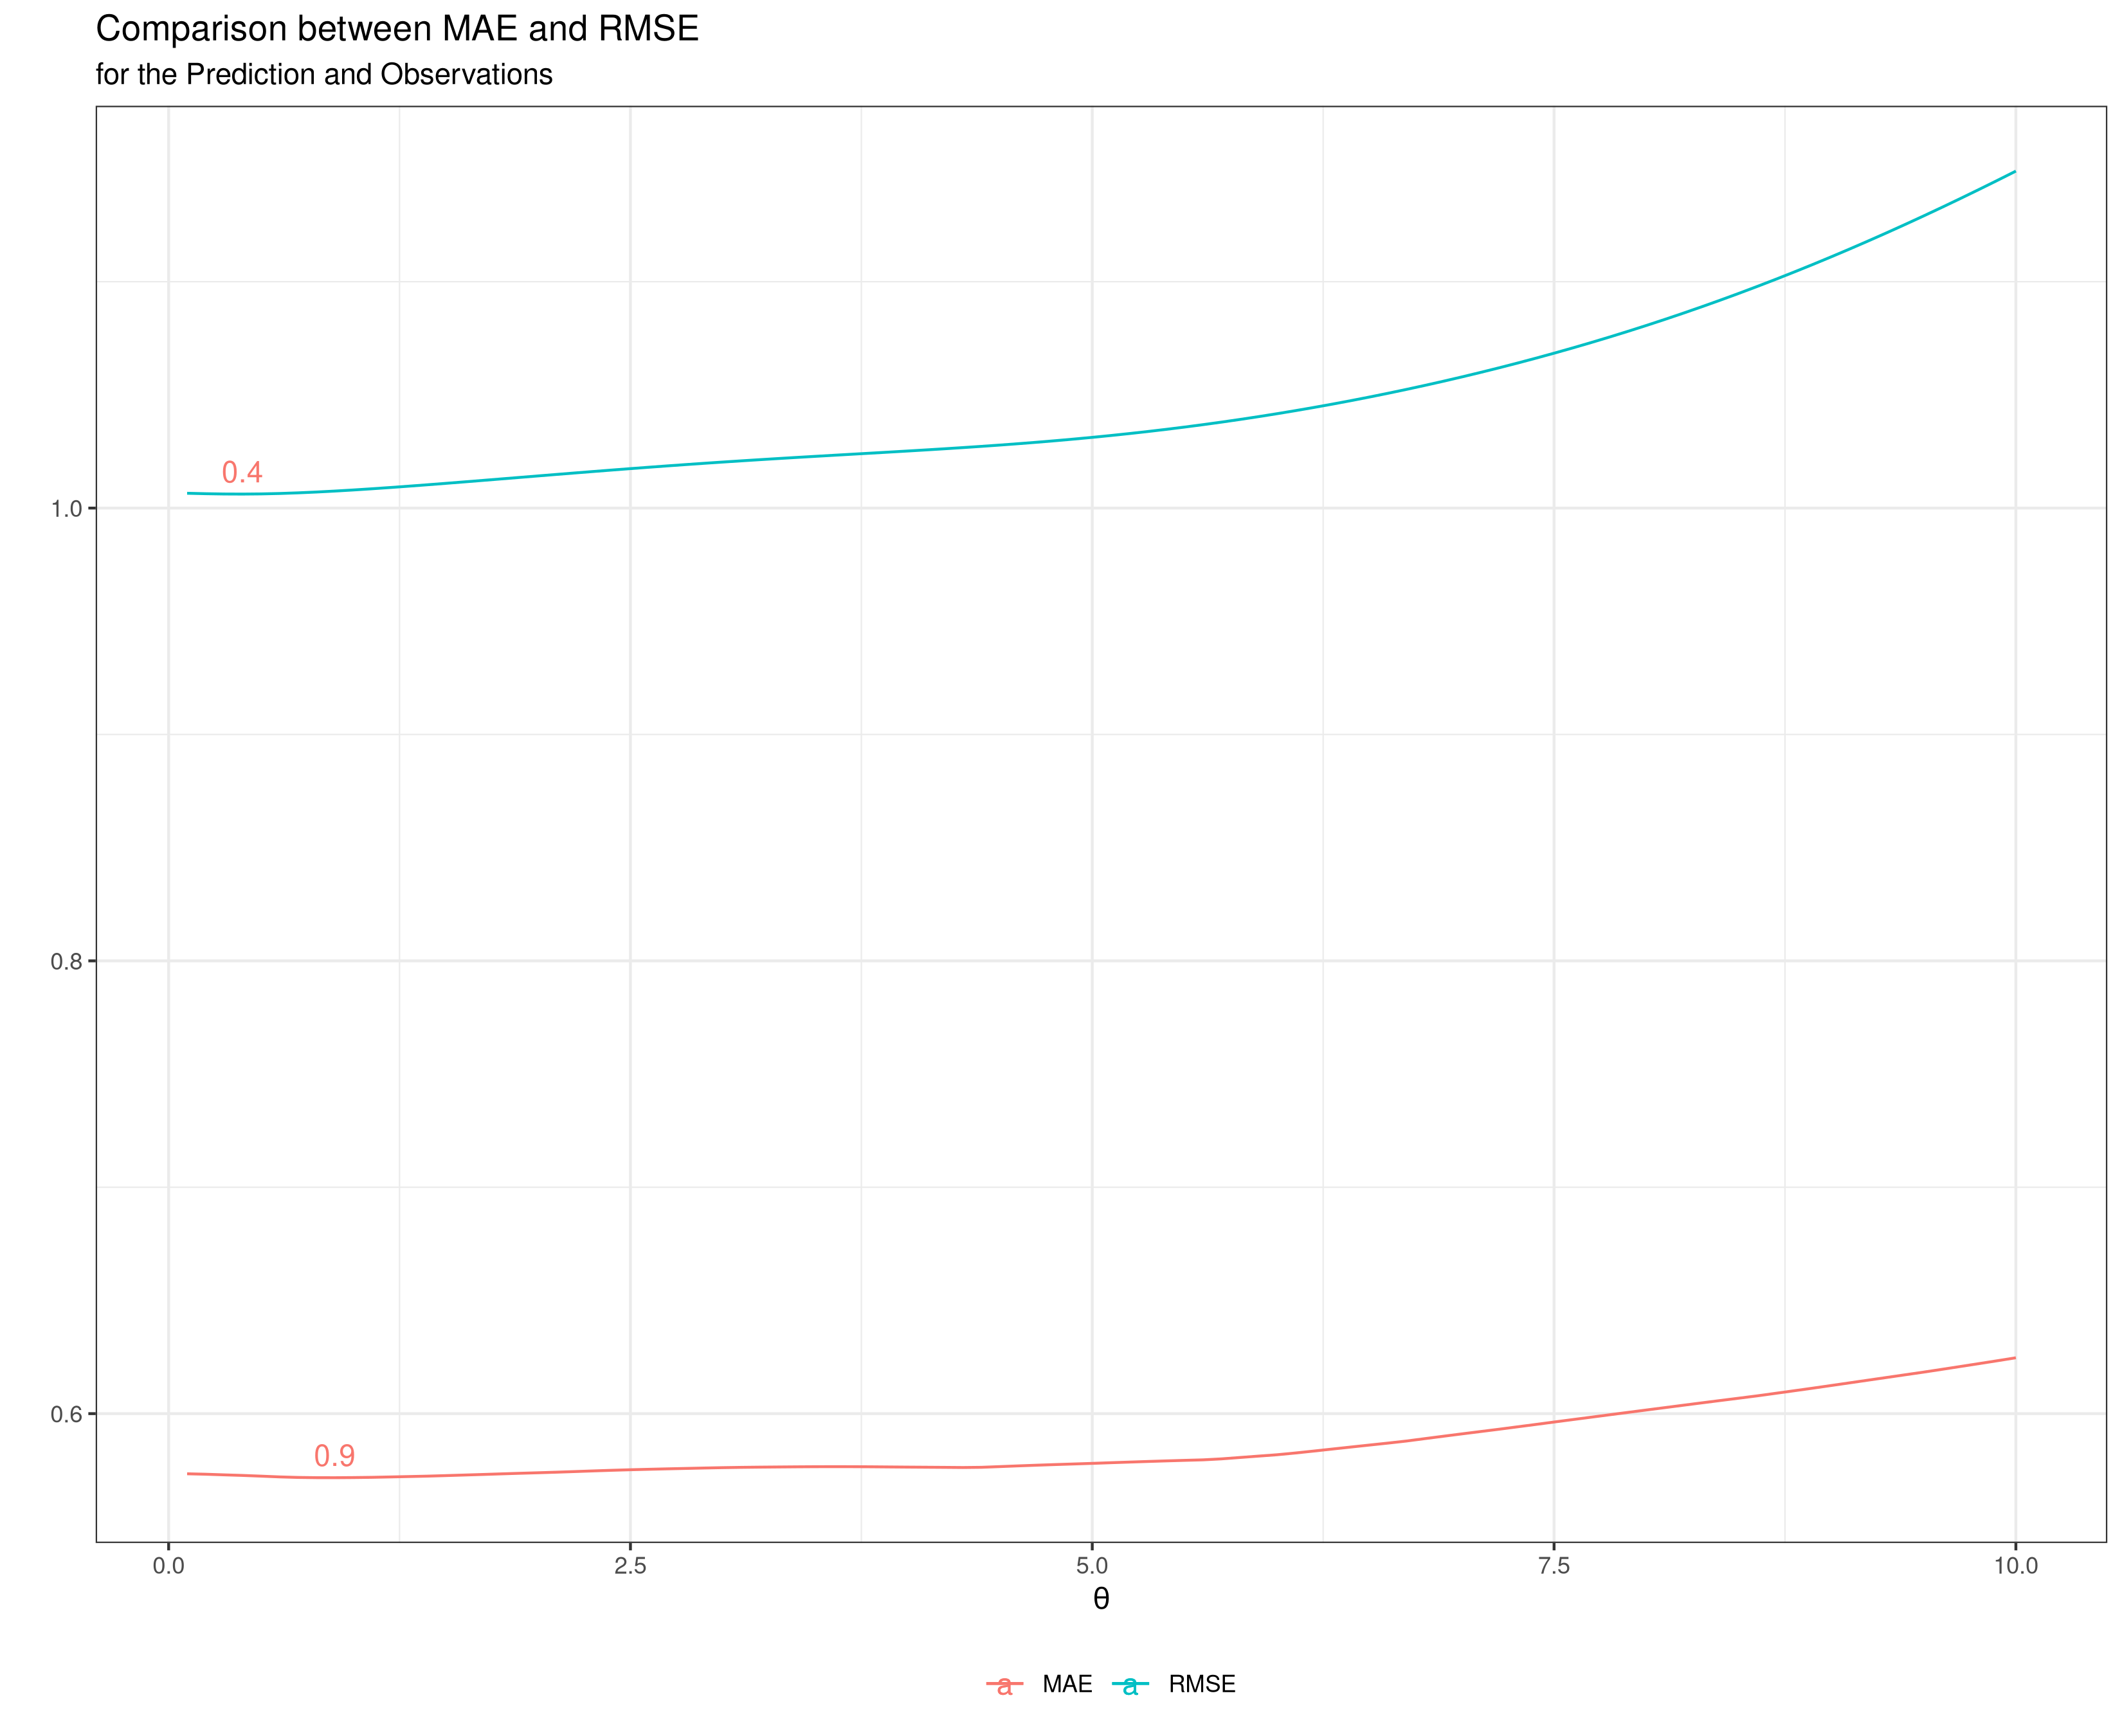 Comparison between MAE and RMSE
for the Prediction and Observations
0.4
1.0
0.8
0.9
0.6
0.0 2.5 5.0 7.5 10.0
θ
a MAE a RMSE